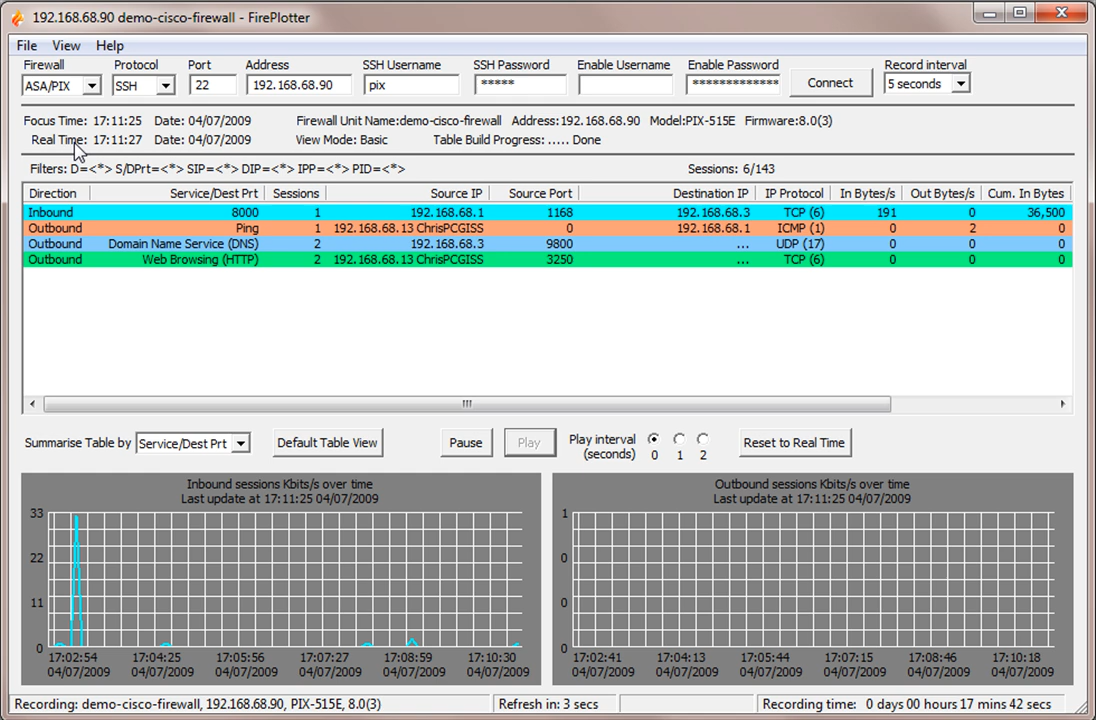 192.168.68.90 demo-cisco-firewall - FirePlotter
File View Help
Firewall Protocol Port Address SSH Username SSH Password Enable Username Enable Password Record interval
ASA/PIX SSH 22 192.168.68.90 pix ***** ************* Connect 5 seconds
Focus Time: 17:11:25 Date: 04/07/2009 Firewall Unit Name:demo-cisco-firewall Address:192.168.68.90 Model:PIX-515E Firmware:8.0(3)
Real Time: 17:11:27 Date: 04/07/2009 View Mode: Basic Table Build Progress: ..... Done
Filters: D=<*> S/DPrt=<*> SIP=<*> DIP=<*> IPP=<*> PID=<*> Sessions: 6/143
Direction Service/Dest Prt Sessions Source IP Source Port Destination IP IP Protocol In Bytes/s Out Bytes/s Cum. In Bytes
Inbound 8000 1 192.168.68.1 1168 192.168.68.3 TCP (6) 191 0 36,500
Outbound Ping 1 192.168.68.13 ChrisPCGISS 0 192.168.68.1 ICMP (1) 0 2 0
Outbound Domain Name Service (DNS) 2 192.168.68.3 9800 ... UDP (17) 0 0 0
Outbound Web Browsing (HTTP) 2 192.168.68.13 ChrisPCGISS 3250 ... TCP (6) 0 0 0
Summarise Table by Service/Dest Prt Default Table View Pause Play Play interval (seconds) 0 1 2 Reset to Real Time
Inbound sessions Kbits/s over time
Last update at 17:11:25 04/07/2009
33
22
11
0
17:02:54 17:04:25 17:05:56 17:07:27 17:08:59 17:10:30
04/07/2009 04/07/2009 04/07/2009 04/07/2009 04/07/2009 04/07/2009
Outbound sessions Kbits/s over time
Last update at 17:11:25 04/07/2009
1
0
0
0
17:02:41 17:04:13 17:05:44 17:07:15 17:08:46 17:10:18
04/07/2009 04/07/2009 04/07/2009 04/07/2009 04/07/2009 04/07/2009
Recording: demo-cisco-firewall, 192.168.68.90, PIX-515E, 8.0(3) Refresh in: 3 secs Recording time: 0 days 00 hours 17 mins 42 secs